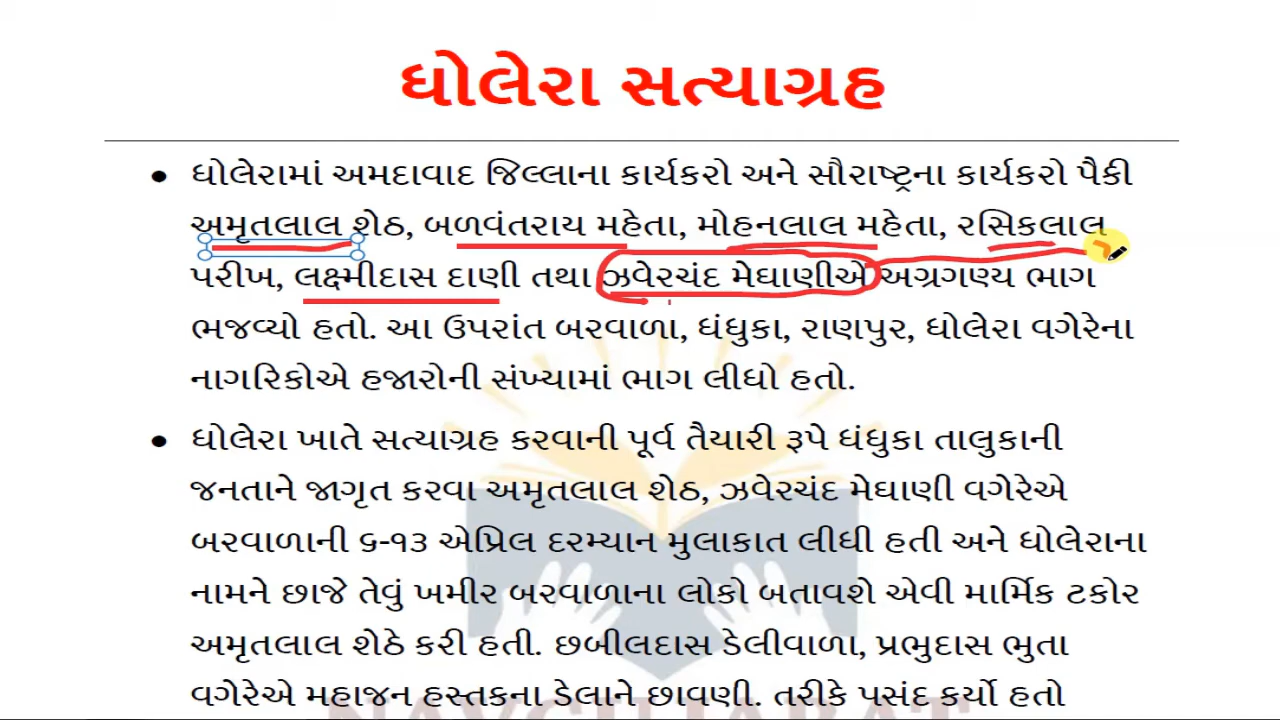 ધોલેરા સત્યાગ્રહ
• ધોલેરામાં અમદાવાદ જિલ્લાના કાર્યકરો અને સૌરાષ્ટ્રના કાર્યકરો પૈકી
અમૃતલાલ શેઠ, બળવંતરાય મહેતા, મોહનલાલ મહેતા, રસિકલાલ
પરીખ, લક્ષ્મીદાસ દાણી તથા ઝવેરચંદ મેઘાણીએ અગ્રગણ્ય ભાગ
ભજવ્યો હતો. આ ઉપરાંત બરવાળા, ધંધુકા, રાણપુર, ધોલેરા વગેરેના
નાગરિકોએ હજારોની સંખ્યામાં ભાગ લીધો હતો.
• ધોલેરા ખાતે સત્યાગ્રહ કરવાની પૂર્વ તૈયારી રૂપે ધંધુકા તાલુકાની
જનતાને જાગૃત કરવા અમૃતલાલ શેઠ, ઝવેરચંદ મેઘાણી વગેરેએ
બરવાળાની ૬-૧૩ એપ્રિલ દરમ્યાન મુલાકાત લીધી હતી અને ધોલેરાના
નામને છાજે તેવું ખમીર બરવાળાના લોકો બતાવશે એવી માર્મિક ટકોર
અમૃતલાલ શેઠે કરી હતી. છબીલદાસ ડેલીવાળા, પ્રભુદાસ ભુતા
વગેરેએ મહાજન હસ્તકના ડેલાને છાવણી. તરીકે પસંદ કર્યો હતો